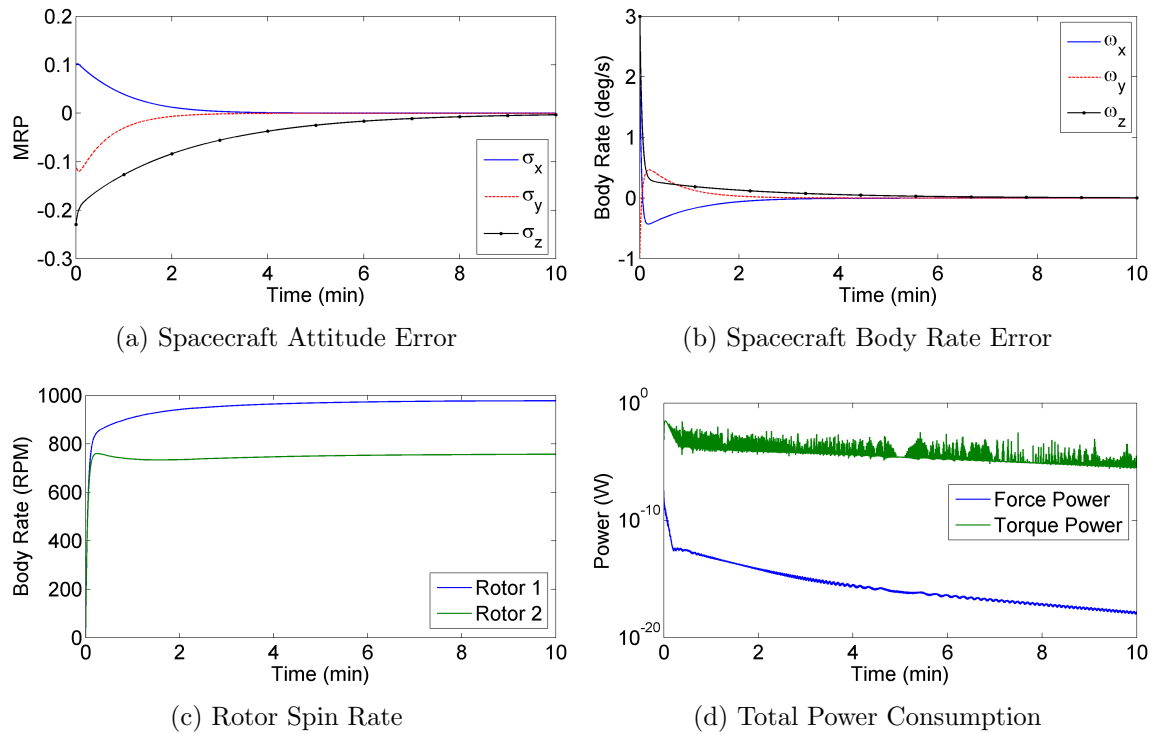 0.2
0.1
0
-0.1
-0.2
-0.3
MRP
σx
σy
σz
0 2 4 6 8 10
Time (min)
(a) Spacecraft Attitude Error
3
2
1
0
-1
Body Rate (deg/s)
ωx
ωy
ωz
0 2 4 6 8 10
Time (min)
(b) Spacecraft Body Rate Error
1000
800
600
400
200
0
Body Rate (RPM)
Rotor 1
Rotor 2
0 2 4 6 8 10
Time (min)
(c) Rotor Spin Rate
10^0
10^-10
10^-20
Power (W)
Force Power
Torque Power
0 2 4 6 8 10
Time (min)
(d) Total Power Consumption